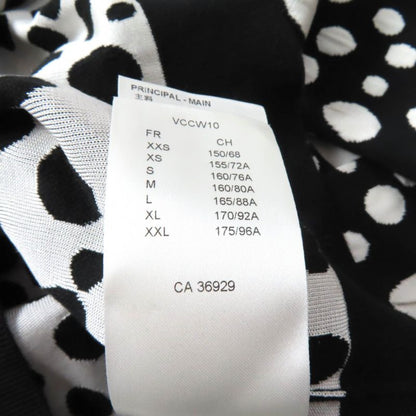 PRINCIPAL - MAIN
主料
VCCW10
FR CH
XXS 150/68
XS 155/72A
S 160/76A
M 160/80A
L 165/88A
XL 170/92A
XXL 175/96A
CA 36929